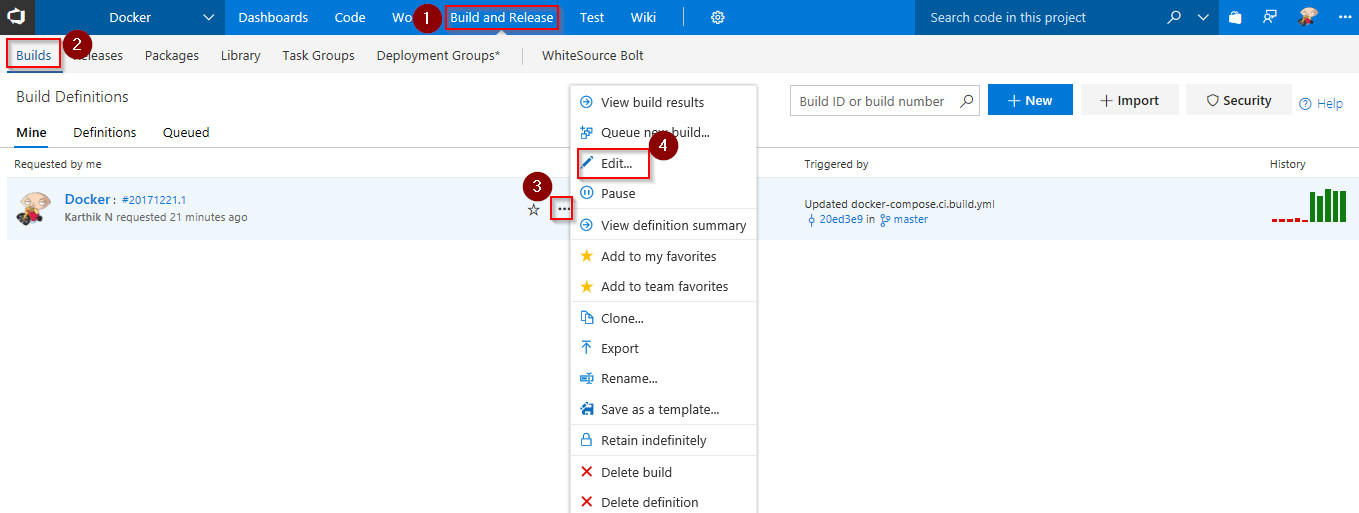 Docker Dashboards Code Wo 1 Build and Release Test Wiki Search code in this project
Builds 2 eleases Packages Library Task Groups Deployment Groups* WhiteSource Bolt
Build Definitions
Build ID or build number + New + Import Security Help
Mine Definitions Queued
Requested by me Triggered by History
Docker : #20171221.1
Karthik N requested 21 minutes ago
3
...
Updated docker-compose.ci.build.yml
20ed3e9 in master
View build results
Queue new build...
4
Edit...
Pause
View definition summary
Add to my favorites
Add to team favorites
Clone...
Export
Rename...
Save as a template...
Retain indefinitely
Delete build
Delete definition